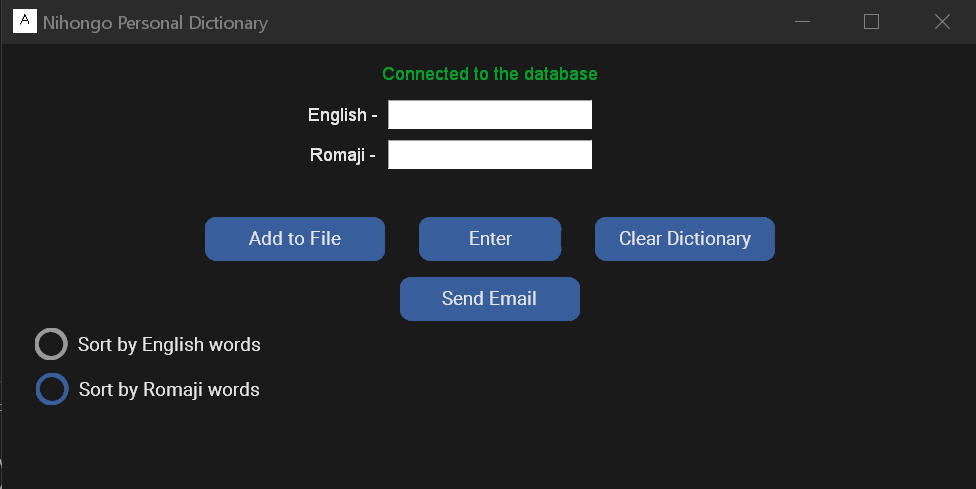 A Nihongo Personal Dictionary
Connected to the database
English -
Romaji -
Add to File Enter Clear Dictionary
Send Email
Sort by English words
Sort by Romaji words